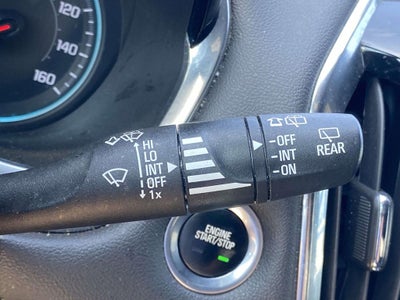 120
140
160
HI
LO
INT
OFF
1x
-OFF
-INT
-ON
REAR
ENGINE
START/STOP